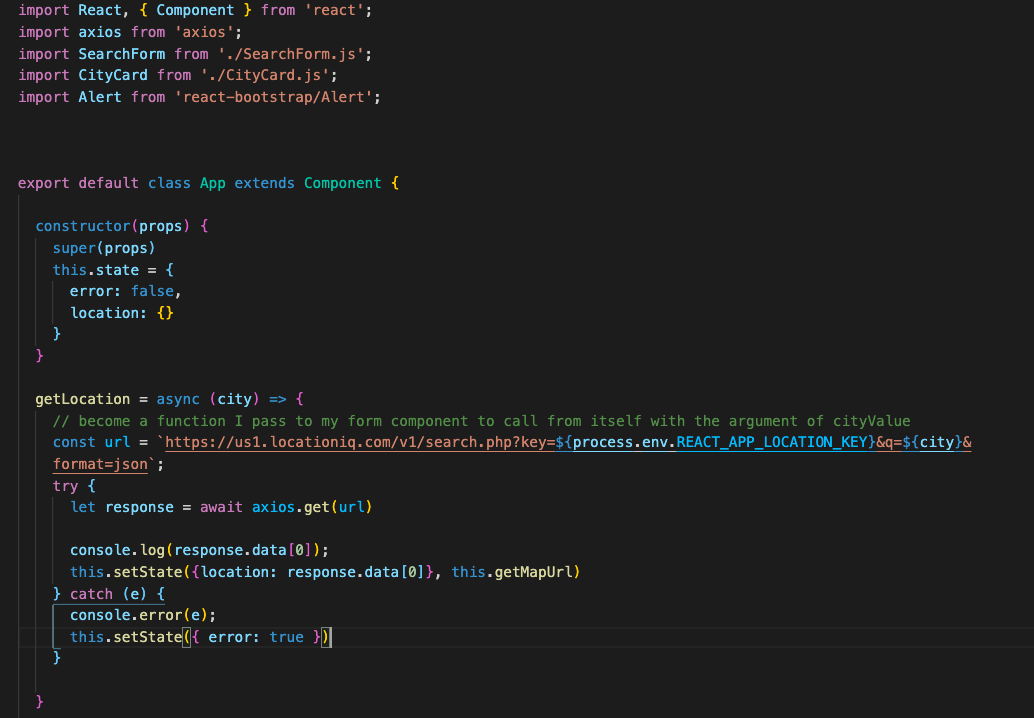 import React, { Component } from 'react';
import axios from 'axios';
import SearchForm from './SearchForm.js';
import CityCard from './CityCard.js';
import Alert from 'react-bootstrap/Alert';
export default class App extends Component {
constructor(props) {
super(props)
this.state = {
error: false,
location: {}
}
}
getLocation = async (city) => {
// become a function I pass to my form component to call from itself with the argument of cityValue
const url = `https://us1.locationiq.com/v1/search.php?key=${process.env.REACT_APP_LOCATION_KEY}&q=${city}&
format=json`;
try {
let response = await axios.get(url)
console.log(response.data[0]);
this.setState({location: response.data[0]}, this.getMapUrl)
} catch (e) {
console.error(e);
this.setState({ error: true })
}
}